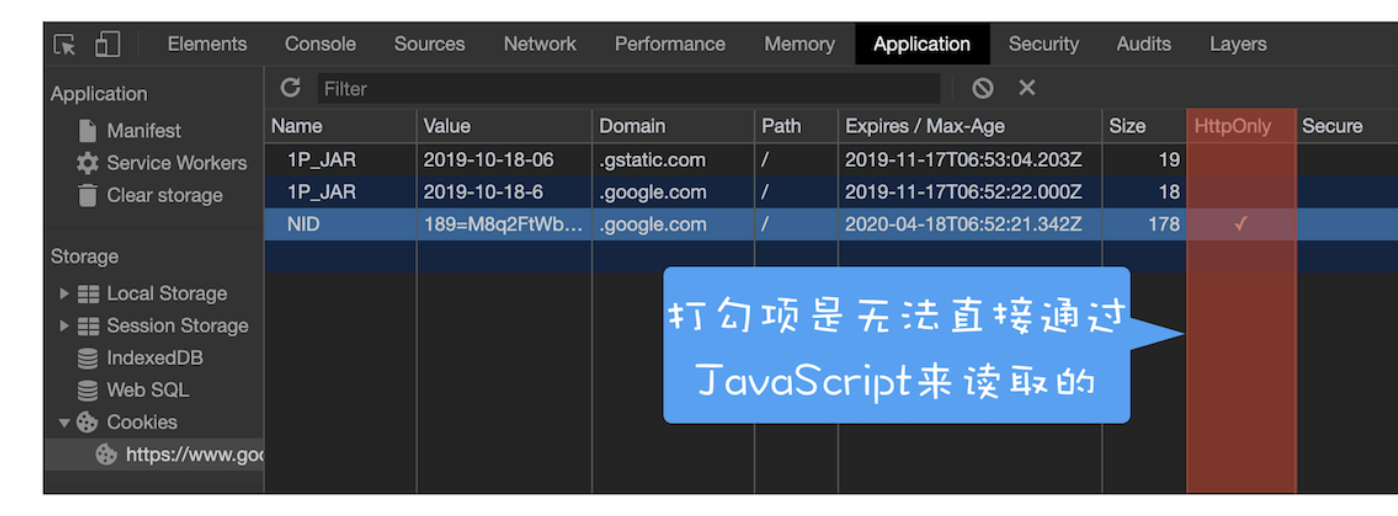 Elements Console Sources Network Performance Memory Application Security Audits Layers
Application
Manifest
Service Workers
Clear storage
Storage
Local Storage
Session Storage
IndexedDB
Web SQL
Cookies
https://www.goo
Filter
Name Value Domain Path Expires / Max-Age Size HttpOnly Secure
1P_JAR 2019-10-18-06 .gstatic.com / 2019-11-17T06:53:04.203Z 19
1P_JAR 2019-10-18-6 .google.com / 2019-11-17T06:52:22.000Z 18
NID 189=M8q2FtWb... .google.com / 2020-04-18T06:52:21.342Z 178 ✓
打勾项是无法直接通过
JavaScript来读取的